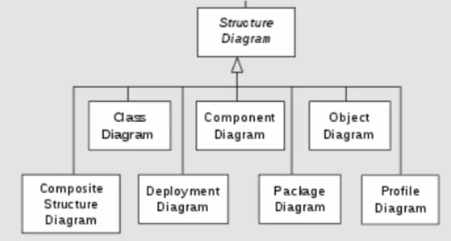 Structure
Diagram
Class
Diagram
Component
Diagram
Object
Diagram
Composite
Structure
Diagram
Deployment
Diagram
Package
Diagram
Profile
Diagram